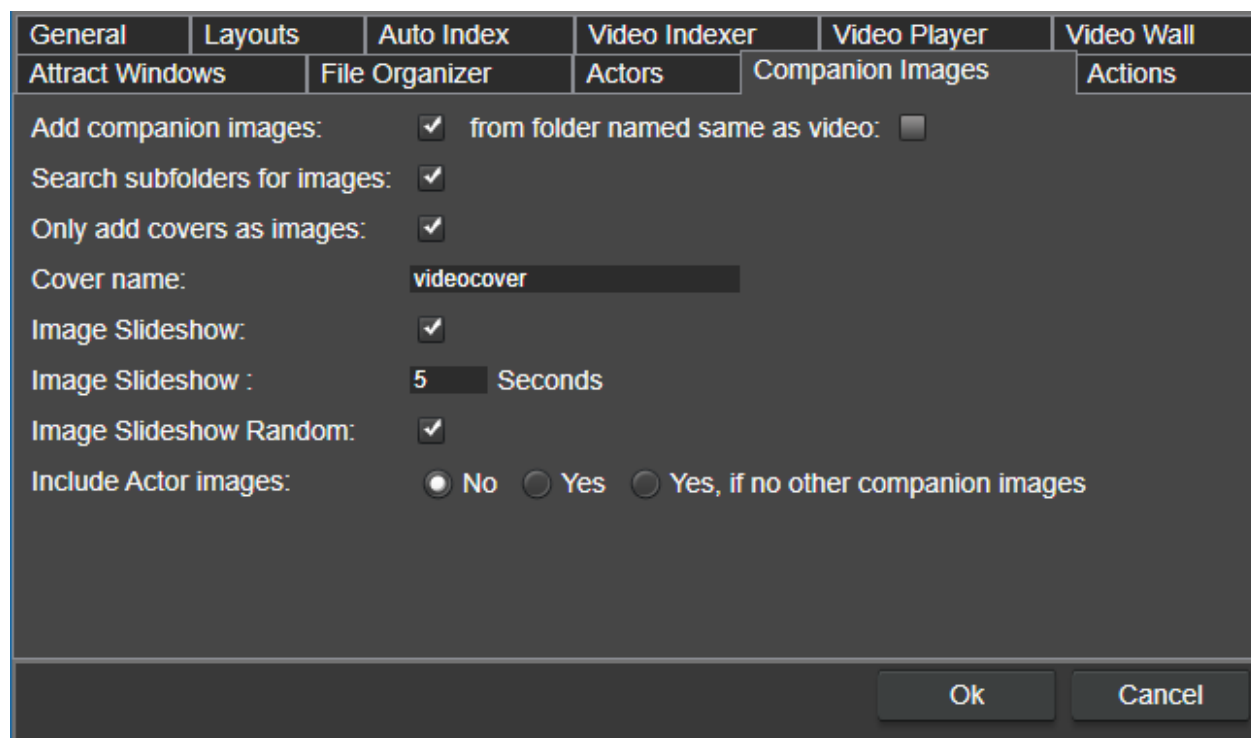 General Layouts Auto Index Video Indexer Video Player Video Wall
Attract Windows File Organizer Actors Companion Images Actions
Add companion images: from folder named same as video:
Search subfolders for images:
Only add covers as images:
Cover name: videocover
Image Slideshow:
Image Slideshow : 5 Seconds
Image Slideshow Random:
Include Actor images: No Yes Yes, if no other companion images
Ok Cancel